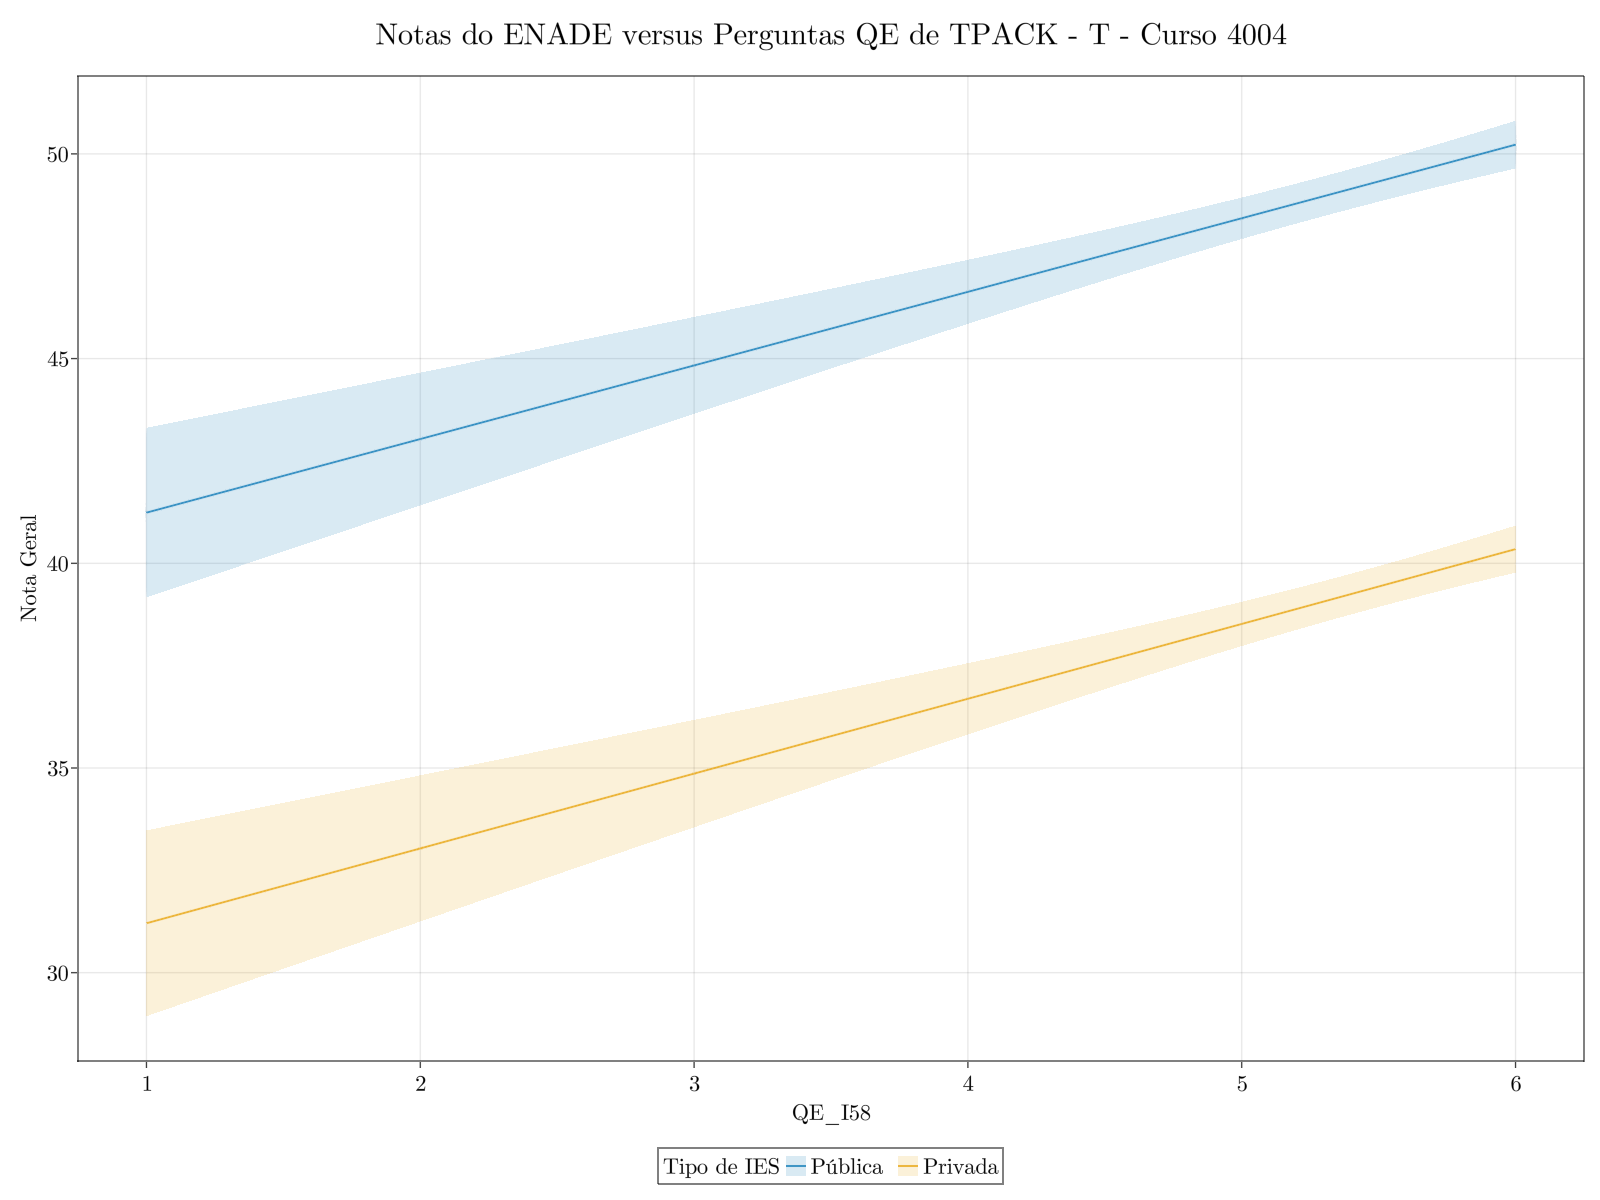 Notas do ENADE versus Perguntas QE de TPACK - T - Curso 4004
50
45
40
35
30
Nota Geral
1 2 3 4 5 6
QE_I58
Tipo de IES Pública Privada